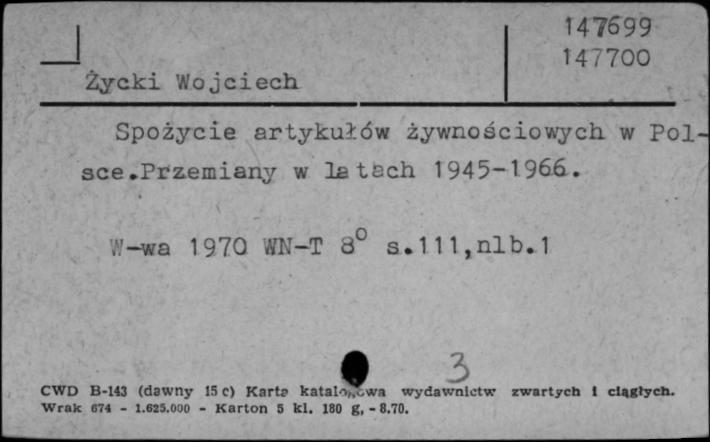 147699
147700
Życki Wojciech
Spożycie artykułów żywnościowych w Pol-
sce.Przemiany w latach 1945-1966.
W-wa 1970 WN-T 8° s.111,nlb.1
3
CWD B-143 (dawny 15 c) Karta katalogowa wydawnictw zwartych i ciągłych.
Wrak 674 - 1.625.000 - Karton 5 kl. 180 g, - 8.70.